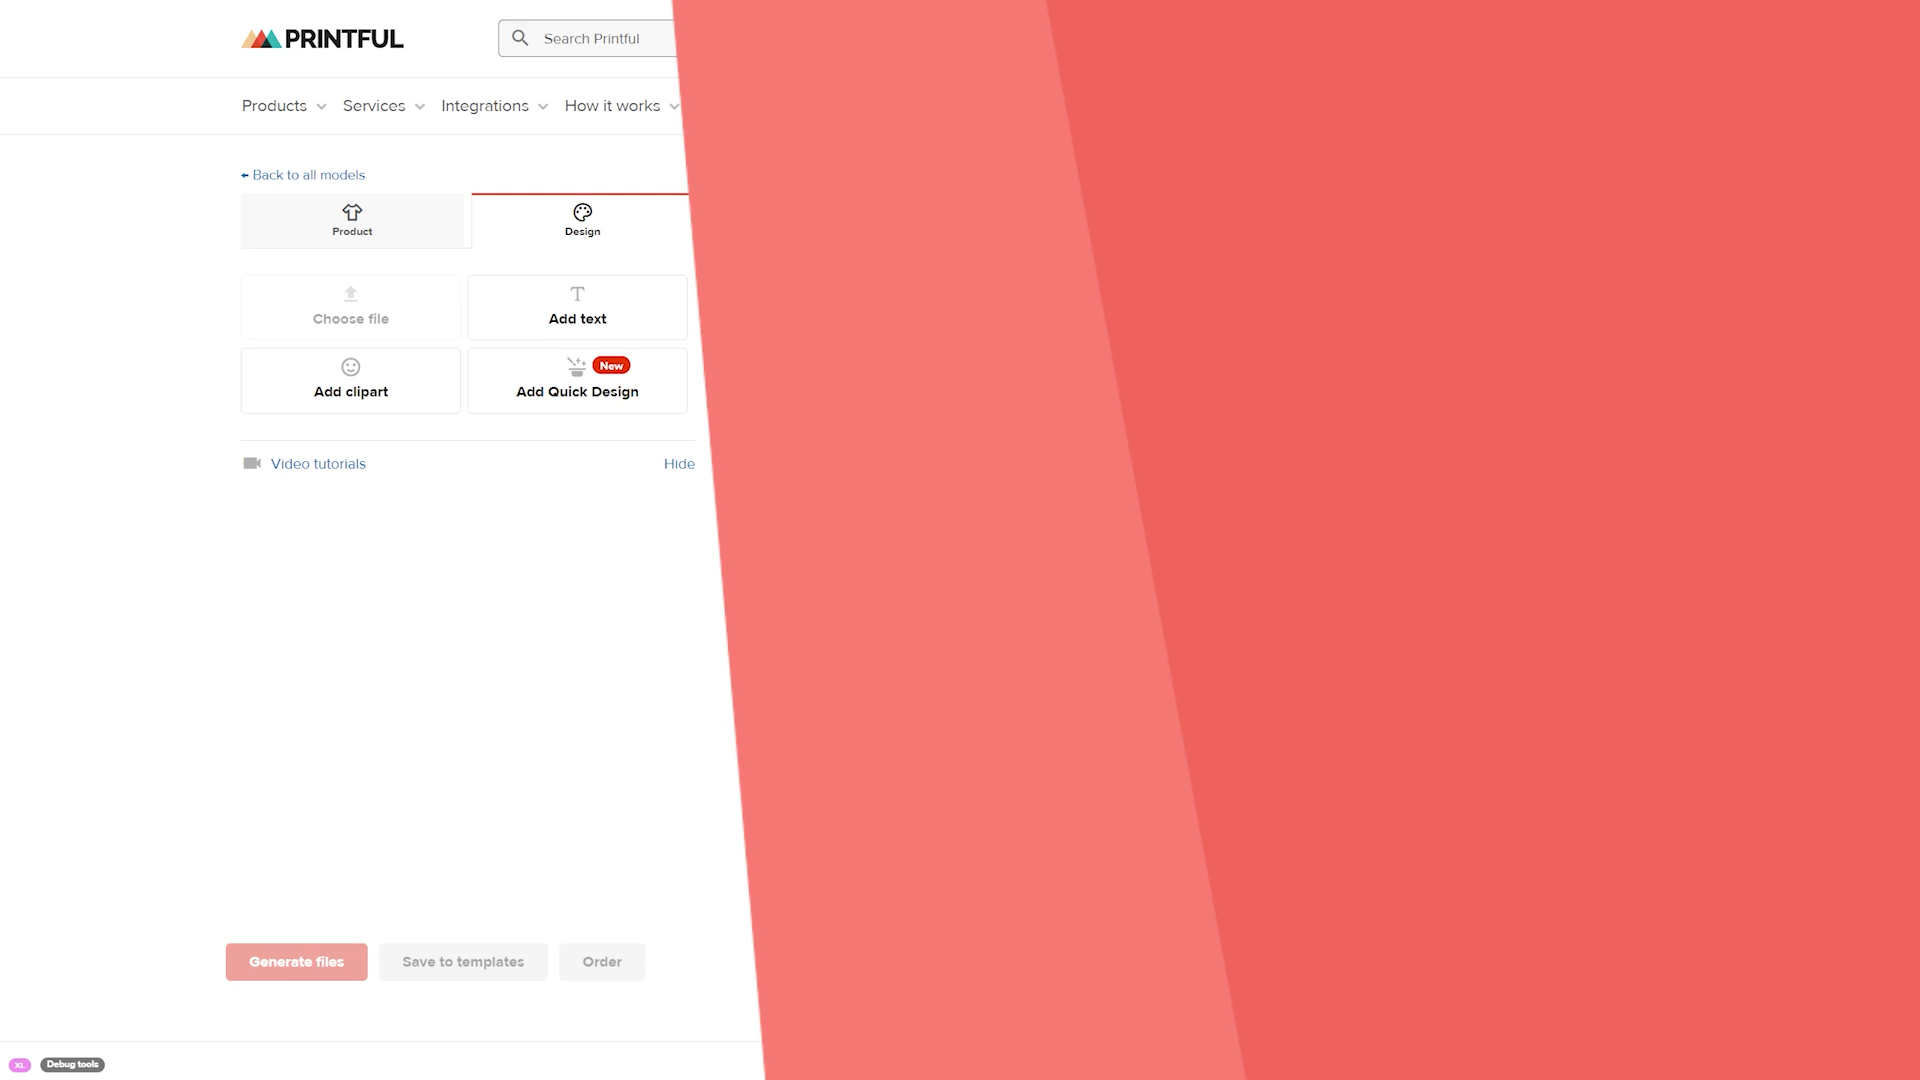 PRINTFUL
Search Printful
Products Services Integrations How it works
Back to all models
Product Design
Choose file Add text
New
Add clipart Add Quick Design
Video tutorials Hide
Generate files Save to templates Order
XL Debug tools